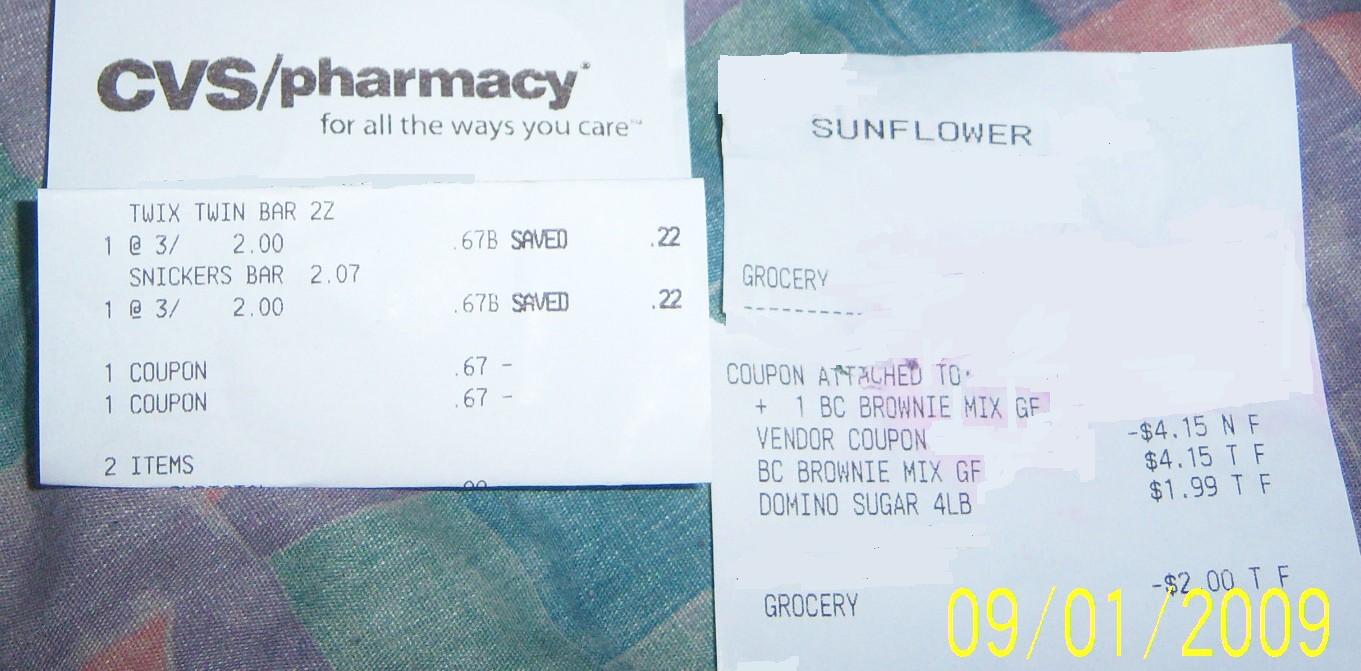 CVS/pharmacy
for all the ways you care℠
TWIX TWIN BAR 2Z
1 @ 3/ 2.00 .67B SAVED .22
SNICKERS BAR 2.07
1 @ 3/ 2.00 .67B SAVED .22
1 COUPON .67 -
1 COUPON .67 -
2 ITEMS
SUNFLOWER
GROCERY
--------------
COUPON ATTACHED TO:
+ 1 BC BROWNIE MIX GF
VENDOR COUPON -$4.15 N F
BC BROWNIE MIX GF $4.15 T F
DOMINO SUGAR 4LB $1.99 T F
GROCERY -$2.00 T F
09/01/2009